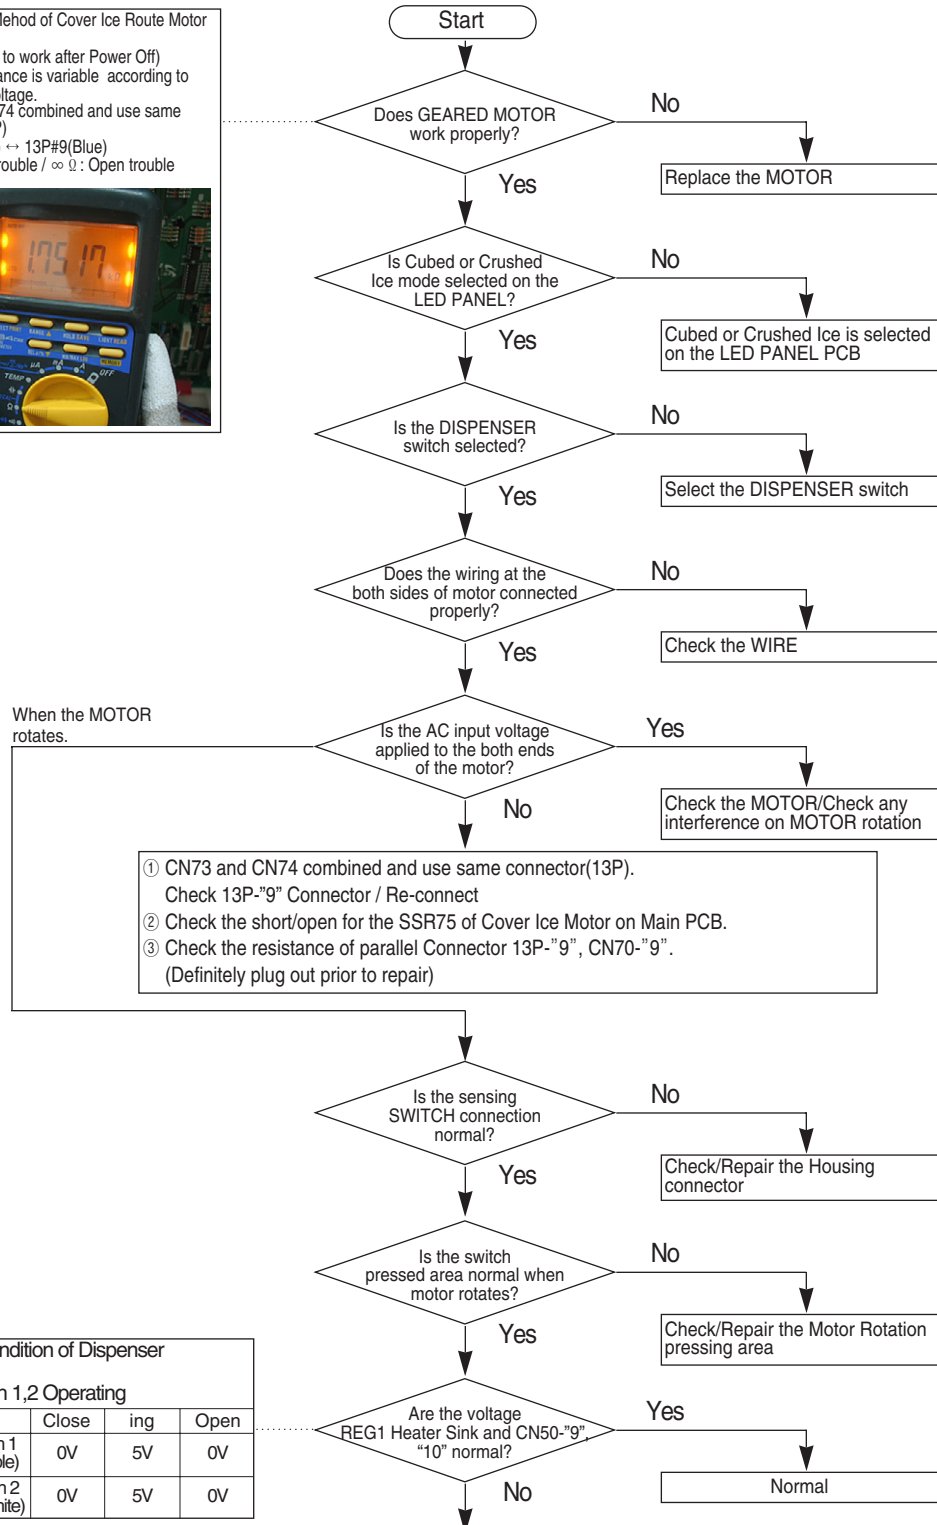 Start
Mehod of Cover Ice Route Motor
to work after Power Off)
ance is variable according to
ltage.
74 combined and use same
)
↔ 13P#9(Blue)
rouble / ∞ Ω : Open trouble
1.7517
TEMP
µA
mA
A
OFF
Ω
Does GEARED MOTOR
work properly?
No
Replace the MOTOR
Yes
Is Cubed or Crushed
Ice mode selected on the
LED PANEL?
No
Cubed or Crushed Ice is selected
on the LED PANEL PCB
Yes
Is the DISPENSER
switch selected?
No
Select the DISPENSER switch
Yes
Does the wiring at the
both sides of motor connected
properly?
No
Check the WIRE
Yes
When the MOTOR
rotates.
Is the AC input voltage
applied to the both ends
of the motor?
Yes
Check the MOTOR/Check any
interference on MOTOR rotation
No
① CN73 and CN74 combined and use same connector(13P).
Check 13P-"9" Connector / Re-connect
② Check the short/open for the SSR75 of Cover Ice Motor on Main PCB.
③ Check the resistance of parallel Connector 13P-"9", CN70-"9".
(Definitely plug out prior to repair)
Is the sensing
SWITCH connection
normal?
No
Check/Repair the Housing
connector
Yes
Is the switch
pressed area normal when
motor rotates?
No
Check/Repair the Motor Rotation
pressing area
Yes
ndition of Dispenser
n 1,2 Operating
Close ing Open
n 1
ole) 0V 5V 0V
n 2
nite) 0V 5V 0V
Are the voltage
REG1 Heater Sink and CN50-"9",
“10” normal?
Yes
Normal
No